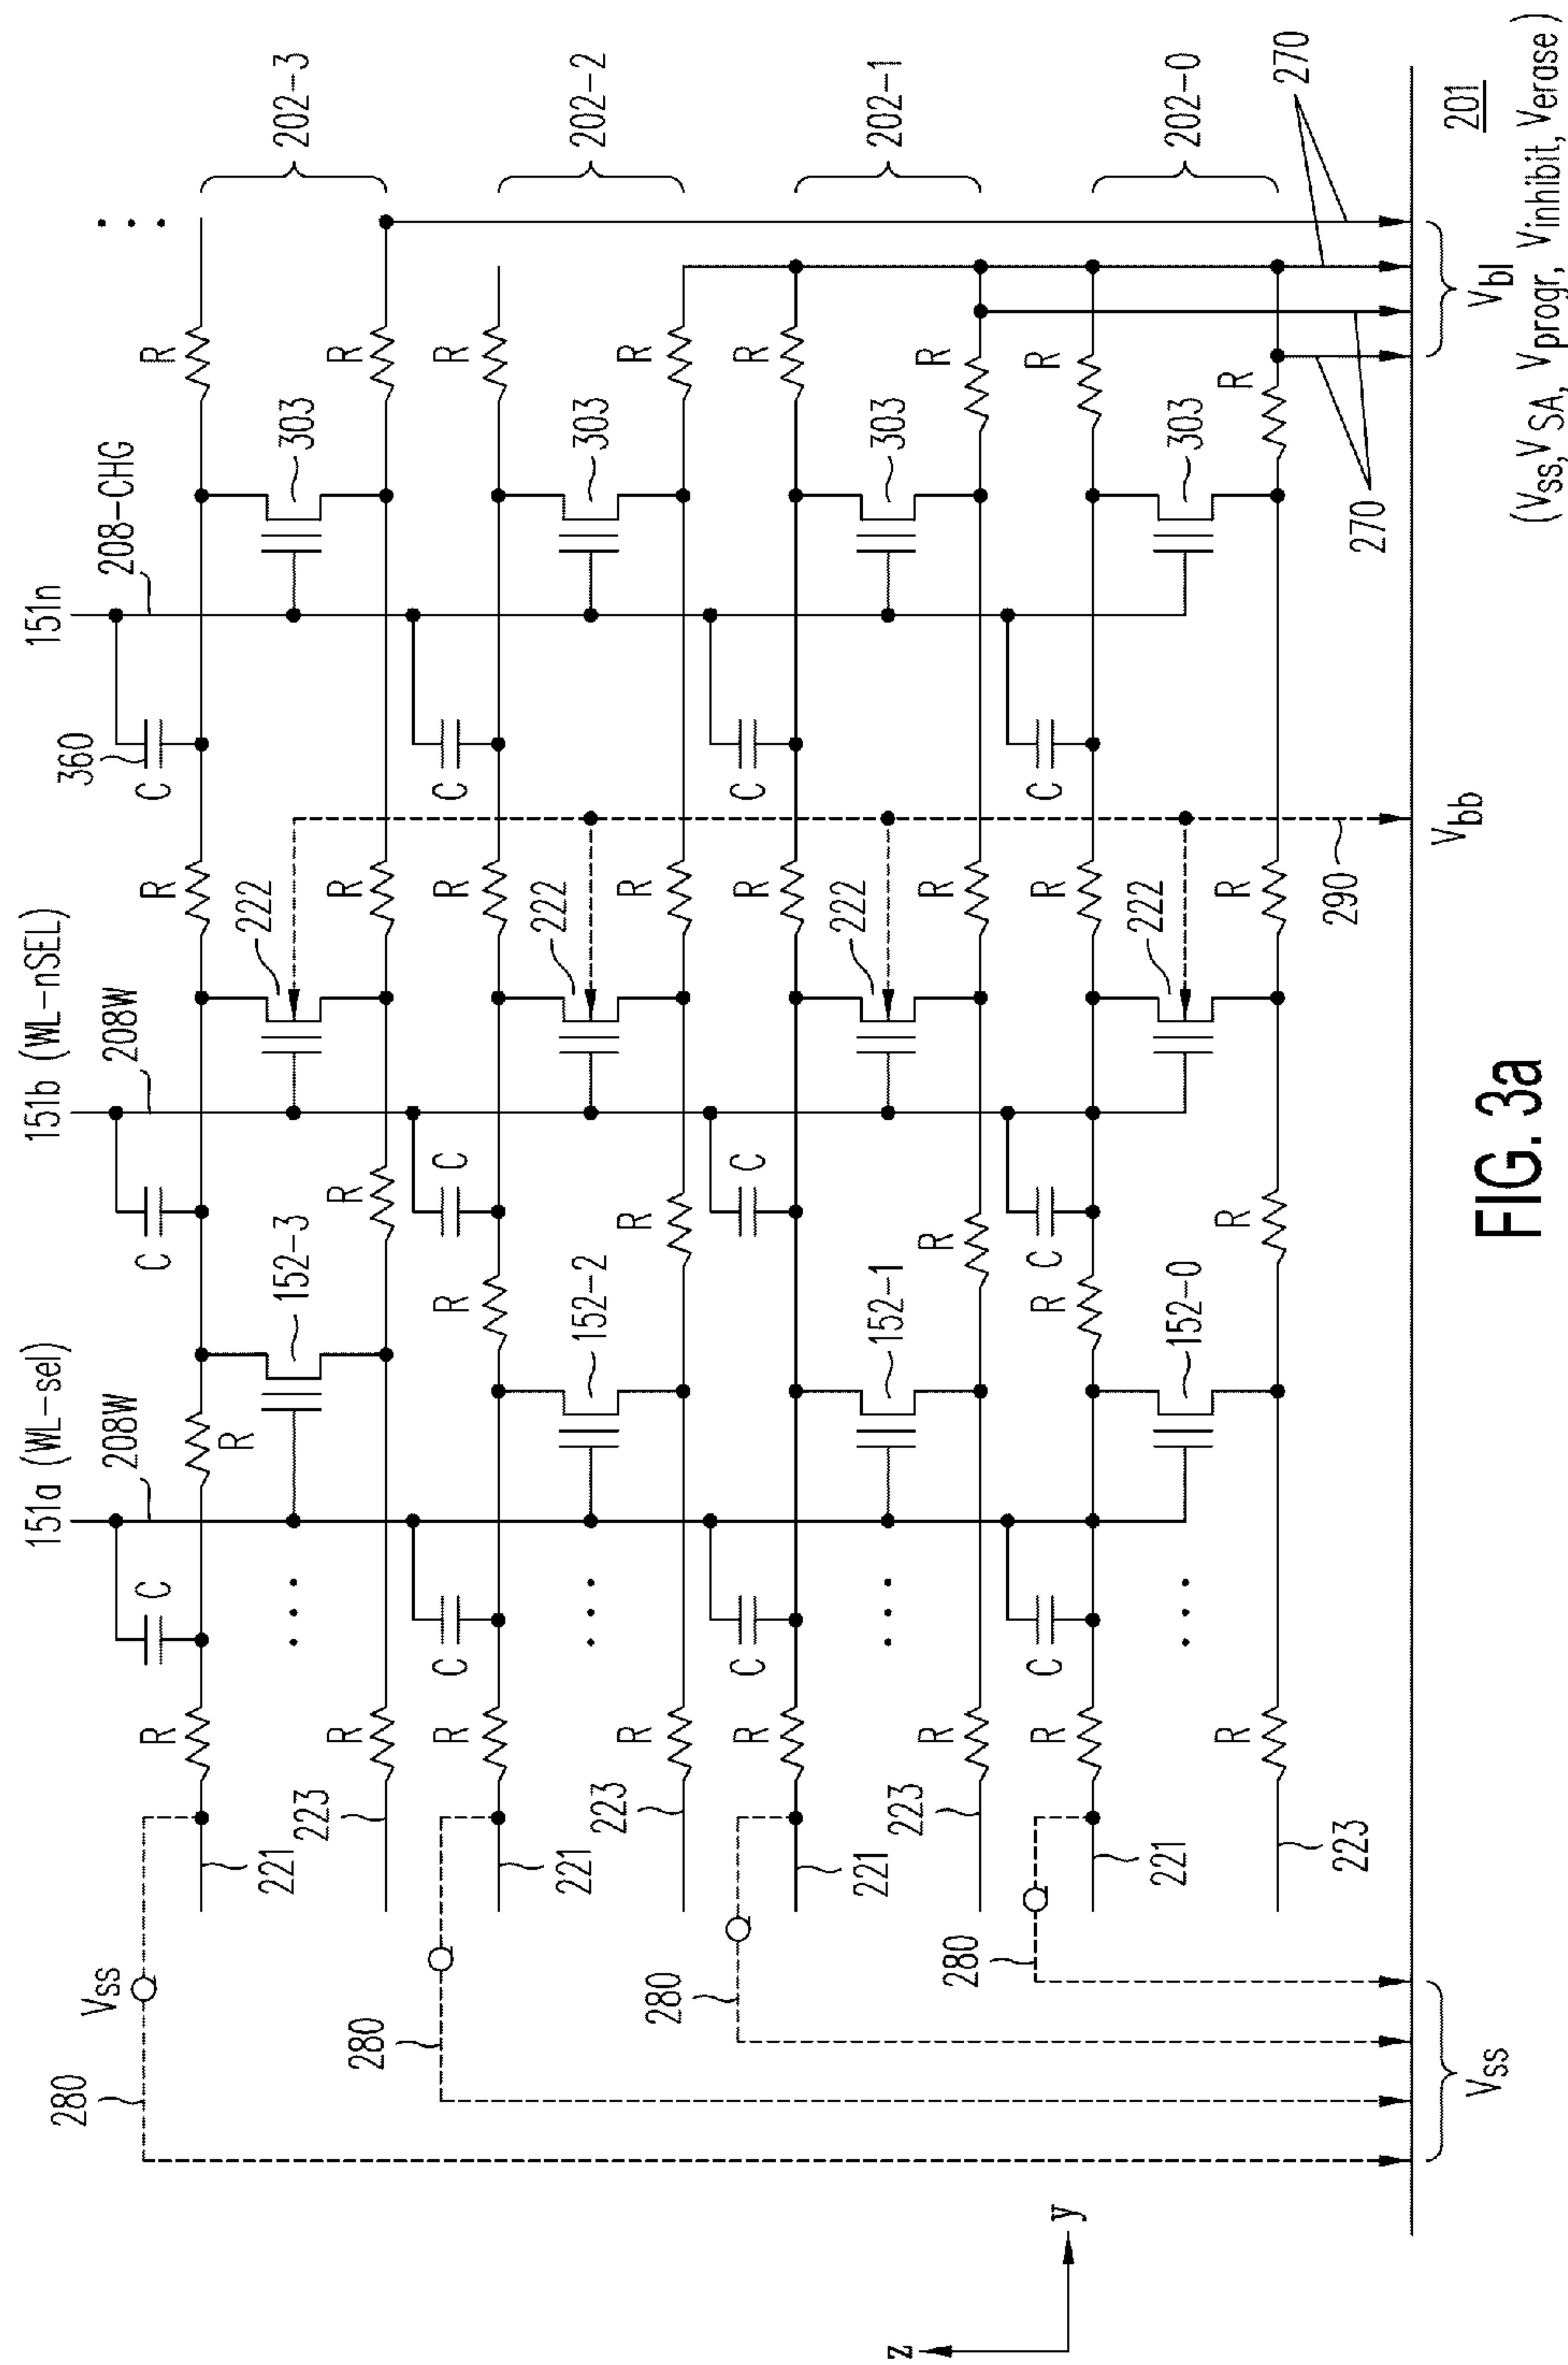 151a (WL-sel)
151b (WL-nSEL)
151n
280
Vss
208W
208W
360
208-CHG
R
C
C
R
C
R
R
222
221
152-3
303
202-3
223
R
R
R
R
280
R
C
R
C
R
C
R
222
221
152-2
303
202-2
223
R
R
R
R
280
R
C
C
R
C
R
222
221
152-1
303
202-1
223
R
R
R
R
z
280
R
C
R
C
R
C
R
y
222
221
152-0
303
202-0
R
R
R
R
270
223
290
270
Vss
Vbb
Vbl
201
(Vss, VSA, Vprogr, Vinhibit, Verase)
FIG. 3a